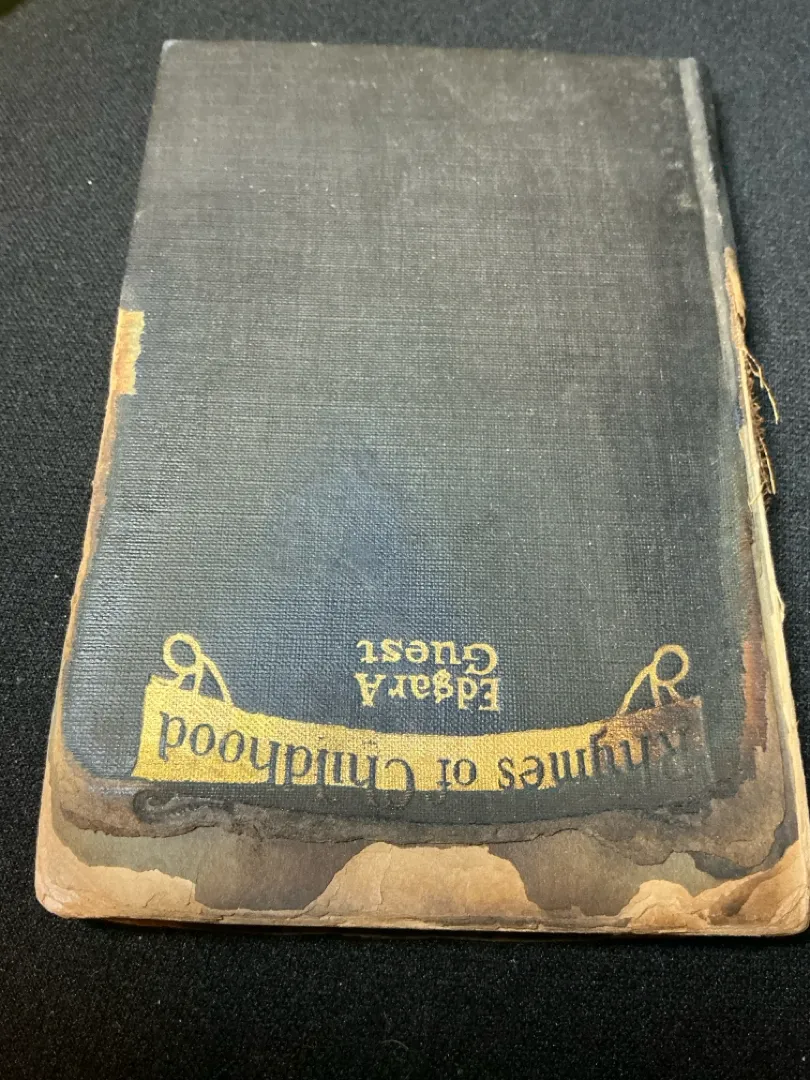 Rhymes of Childhood
Edgar A
Guest